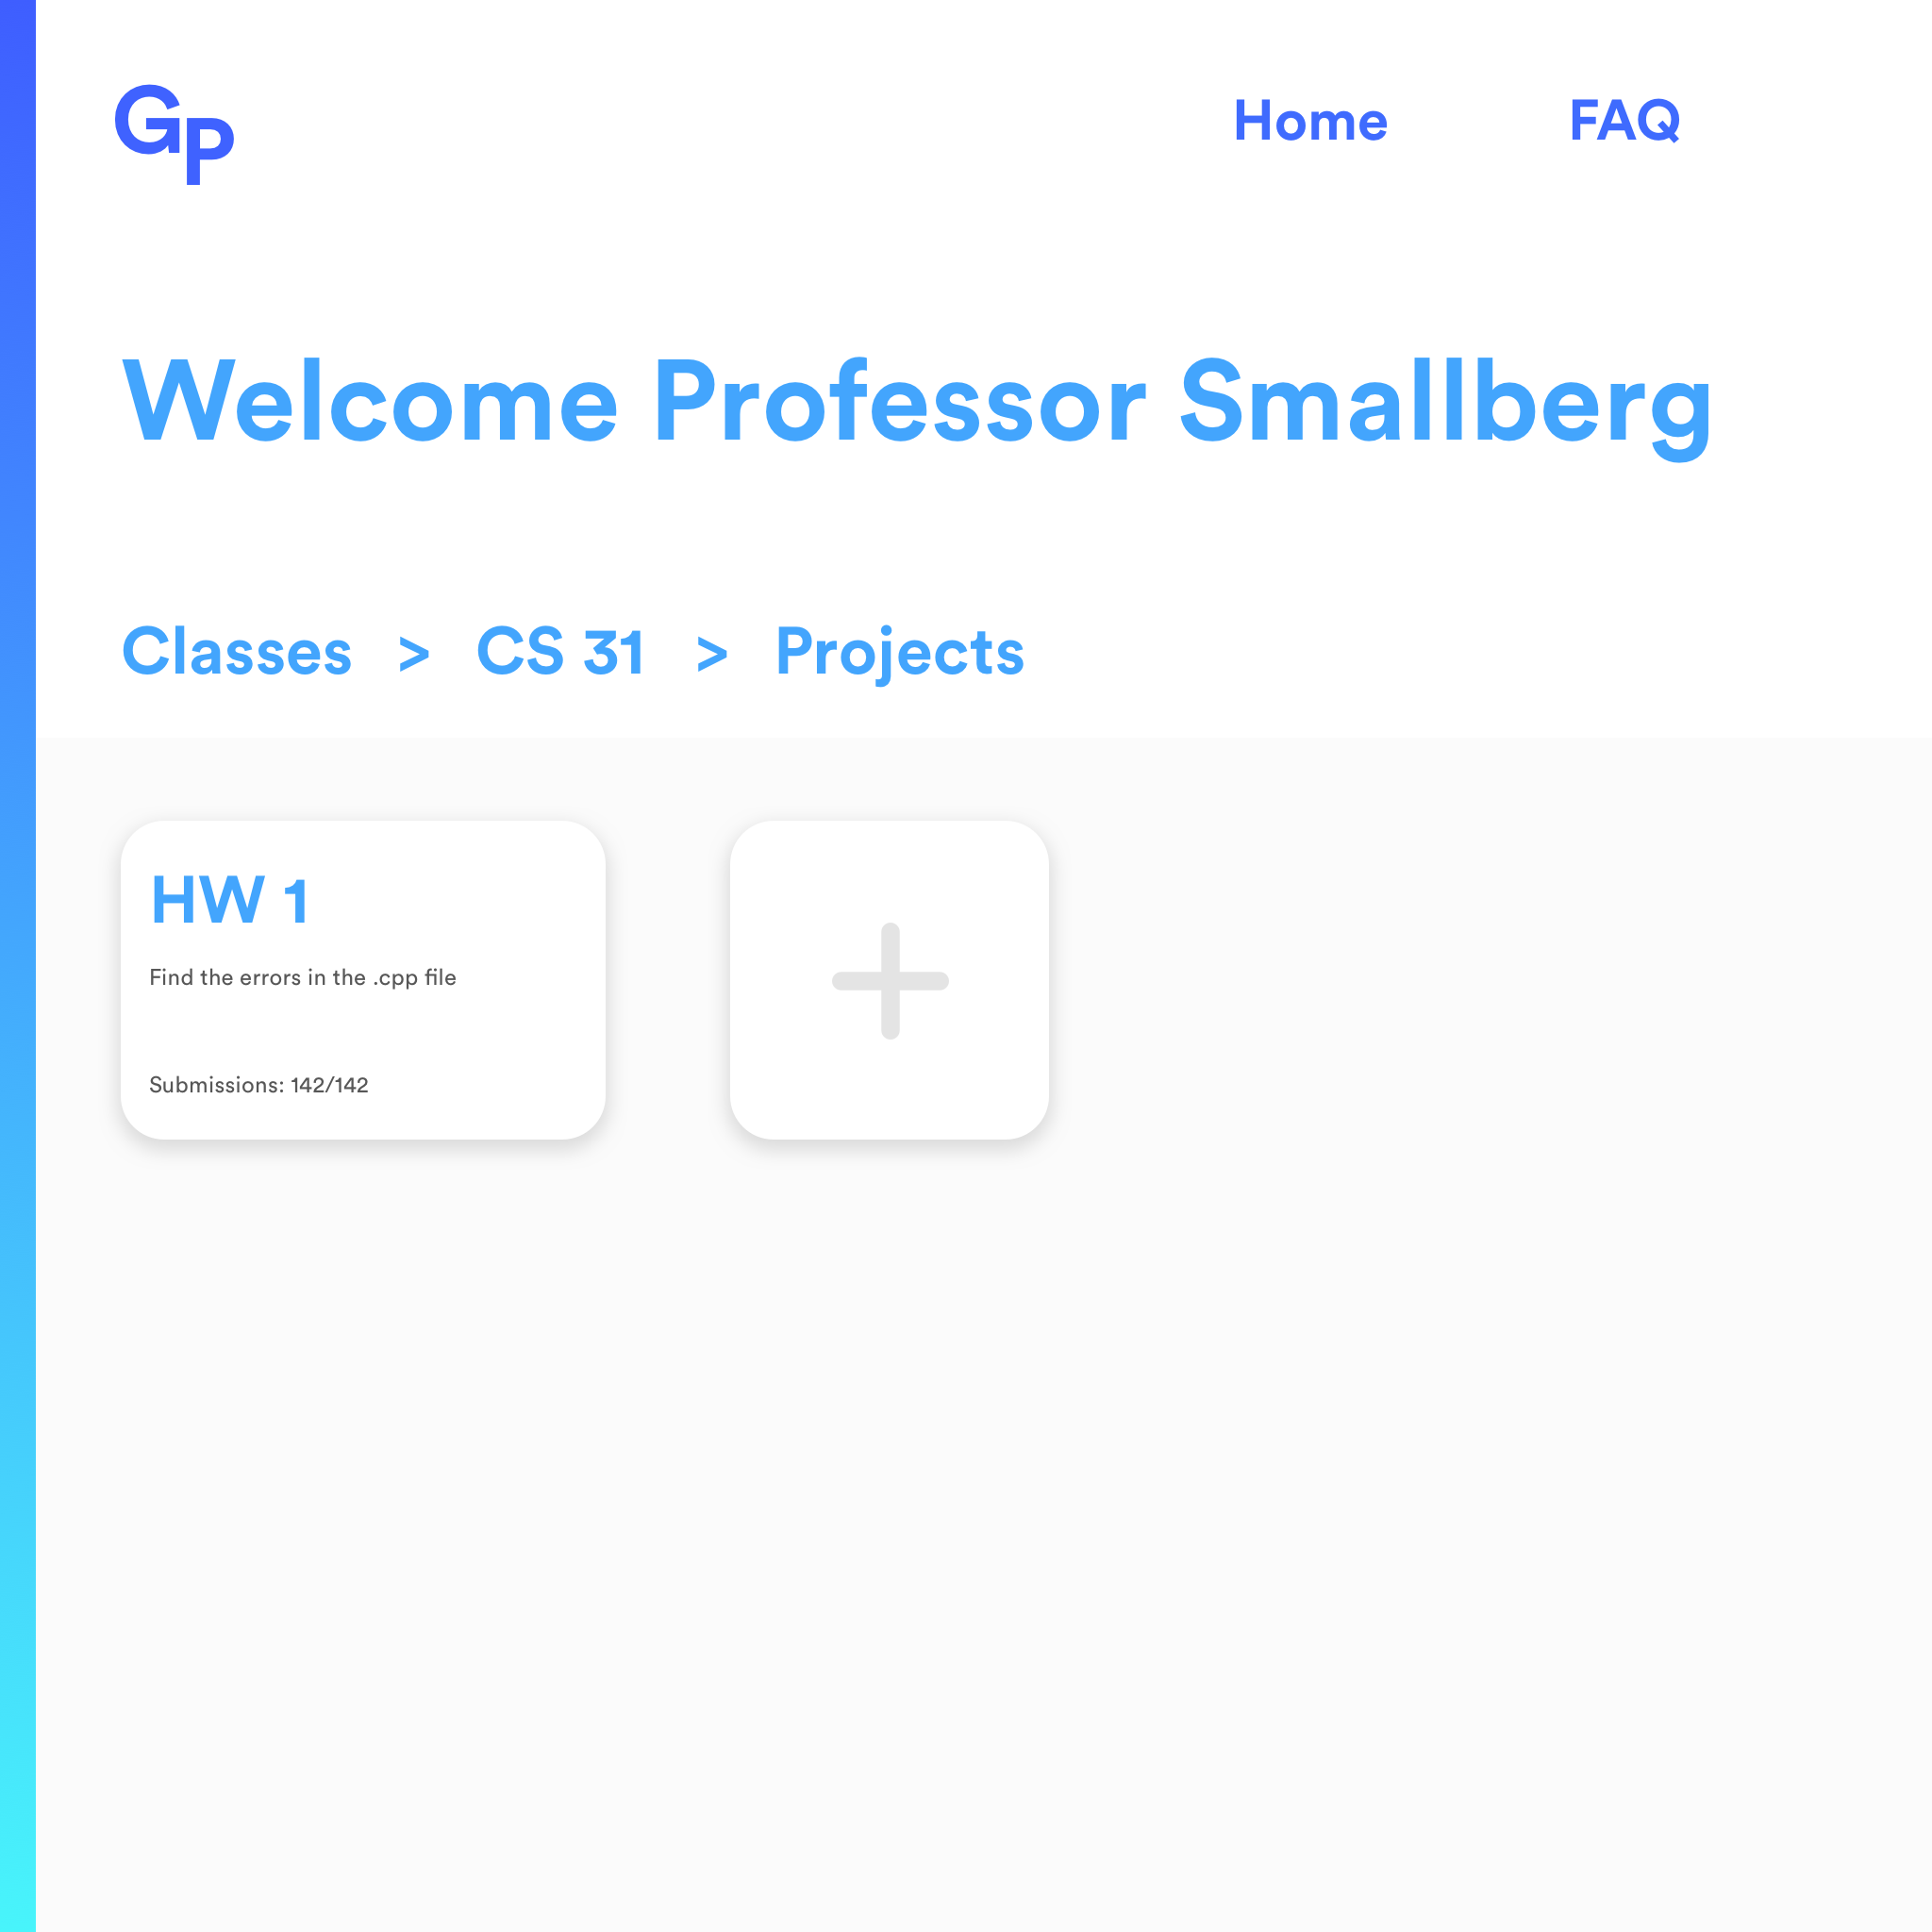 GP
Home FAQ
Welcome Professor Smallberg
Classes > CS 31 > Projects
HW 1
Find the errors in the .cpp file
Submissions: 142/142